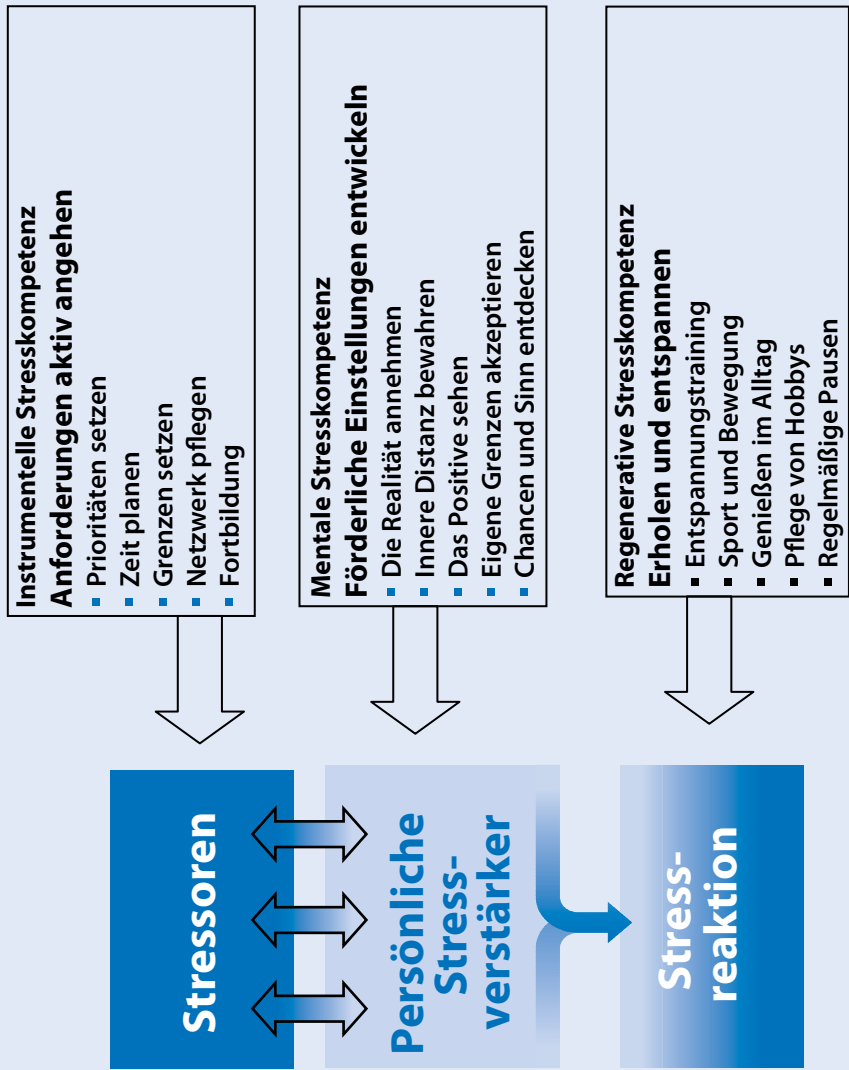 Stressoren
Persönliche
Stress-
verstärker
Stress-
reaktion
Instrumentelle Stresskompetenz
Anforderungen aktiv angehen
▪ Prioritäten setzen
▪ Zeit planen
▪ Grenzen setzen
▪ Netzwerk pflegen
▪ Fortbildung
Mentale Stresskompetenz
Förderliche Einstellungen entwickeln
▪ Die Realität annehmen
▪ Innere Distanz bewahren
▪ Das Positive sehen
▪ Eigene Grenzen akzeptieren
▪ Chancen und Sinn entdecken
Regenerative Stresskompetenz
Erholen und entspannen
▪ Entspannungstraining
▪ Sport und Bewegung
▪ Genießen im Alltag
▪ Pflege von Hobbys
▪ Regelmäßige Pausen